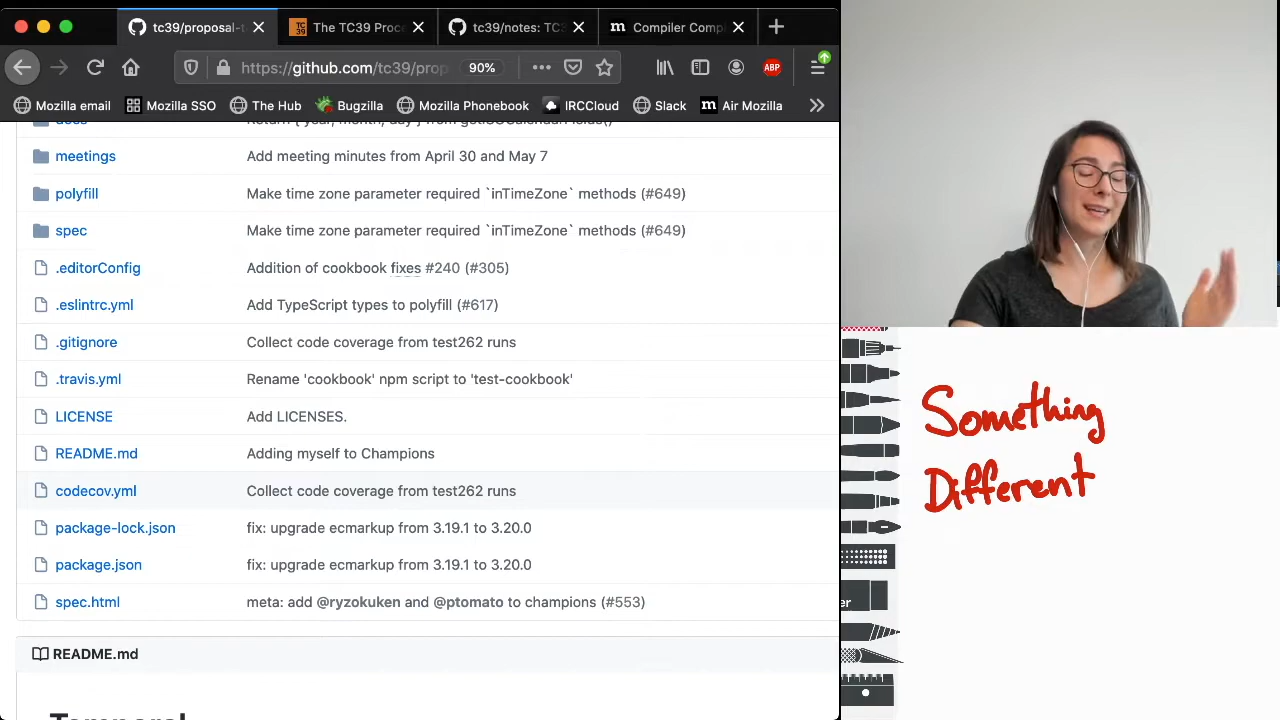 tc39/proposal-t
The TC39 Proc
tc39/notes: TC3
Compiler Comp
https://github.com/tc39/prop
90%
ABP
Mozilla email
Mozilla SSO
The Hub
Bugzilla
Mozilla Phonebook
IRCCloud
Slack
Air Mozilla
meetings Add meeting minutes from April 30 and May 7
polyfill Make time zone parameter required `inTimeZone` methods (#649)
spec Make time zone parameter required `inTimeZone` methods (#649)
.editorConfig Addition of cookbook fixes #240 (#305)
.eslintrc.yml Add TypeScript types to polyfill (#617)
.gitignore Collect code coverage from test262 runs
.travis.yml Rename 'cookbook' npm script to 'test-cookbook'
LICENSE Add LICENSES.
README.md Adding myself to Champions
codecov.yml Collect code coverage from test262 runs
package-lock.json fix: upgrade ecmarkup from 3.19.1 to 3.20.0
package.json fix: upgrade ecmarkup from 3.19.1 to 3.20.0
spec.html meta: add @ryzokuken and @ptomato to champions (#553)
README.md
Temporal
Something
Different
er